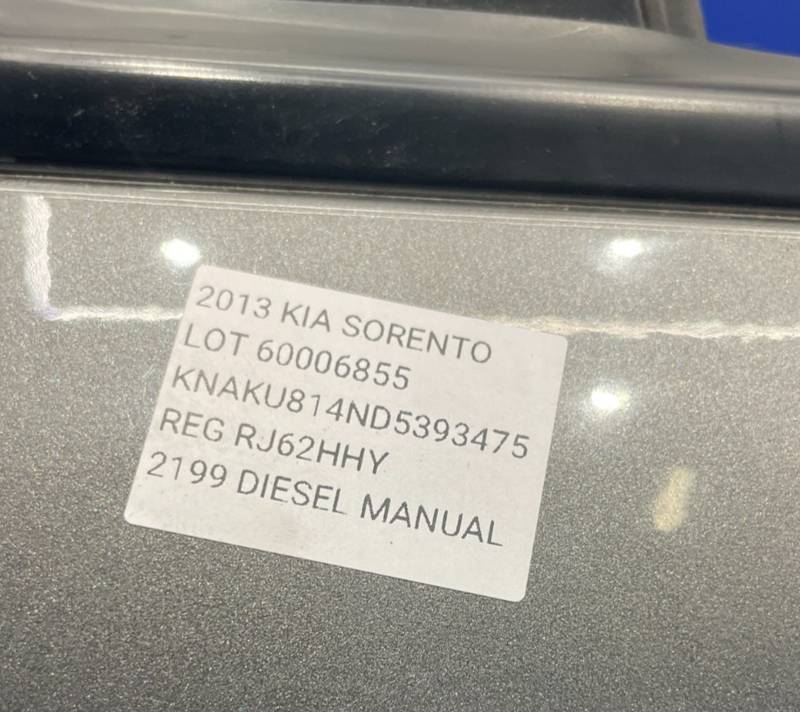 2013 KIA SORENTO
LOT 60006855
KNAKU814ND5393475
REG RJ62HHY
2199 DIESEL MANUAL